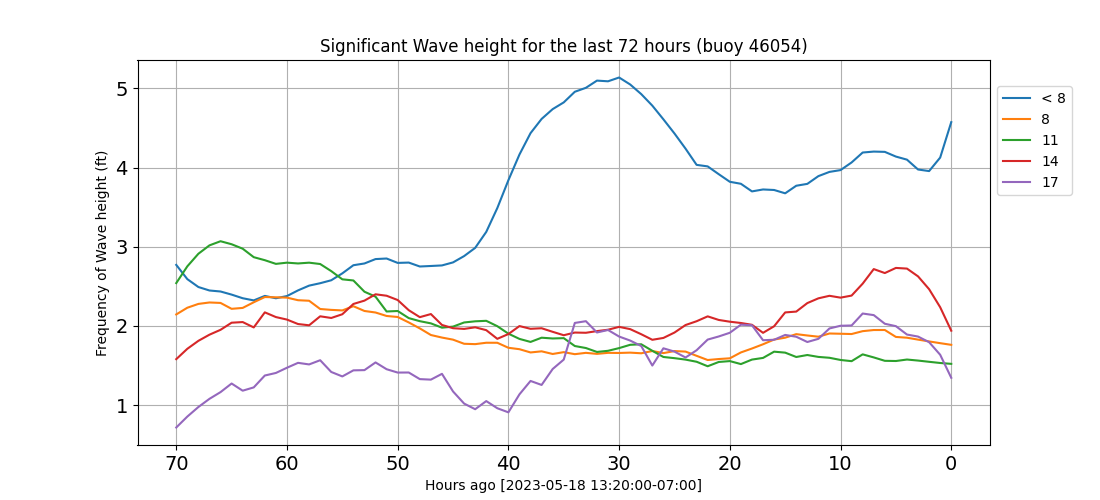 Significant Wave height for the last 72 hours (buoy 46054)
Frequency of Wave height (ft)
5
4
3
2
1
70 60 50 40 30 20 10 0
Hours ago [2023-05-18 13:20:00-07:00]
< 8
8
11
14
17